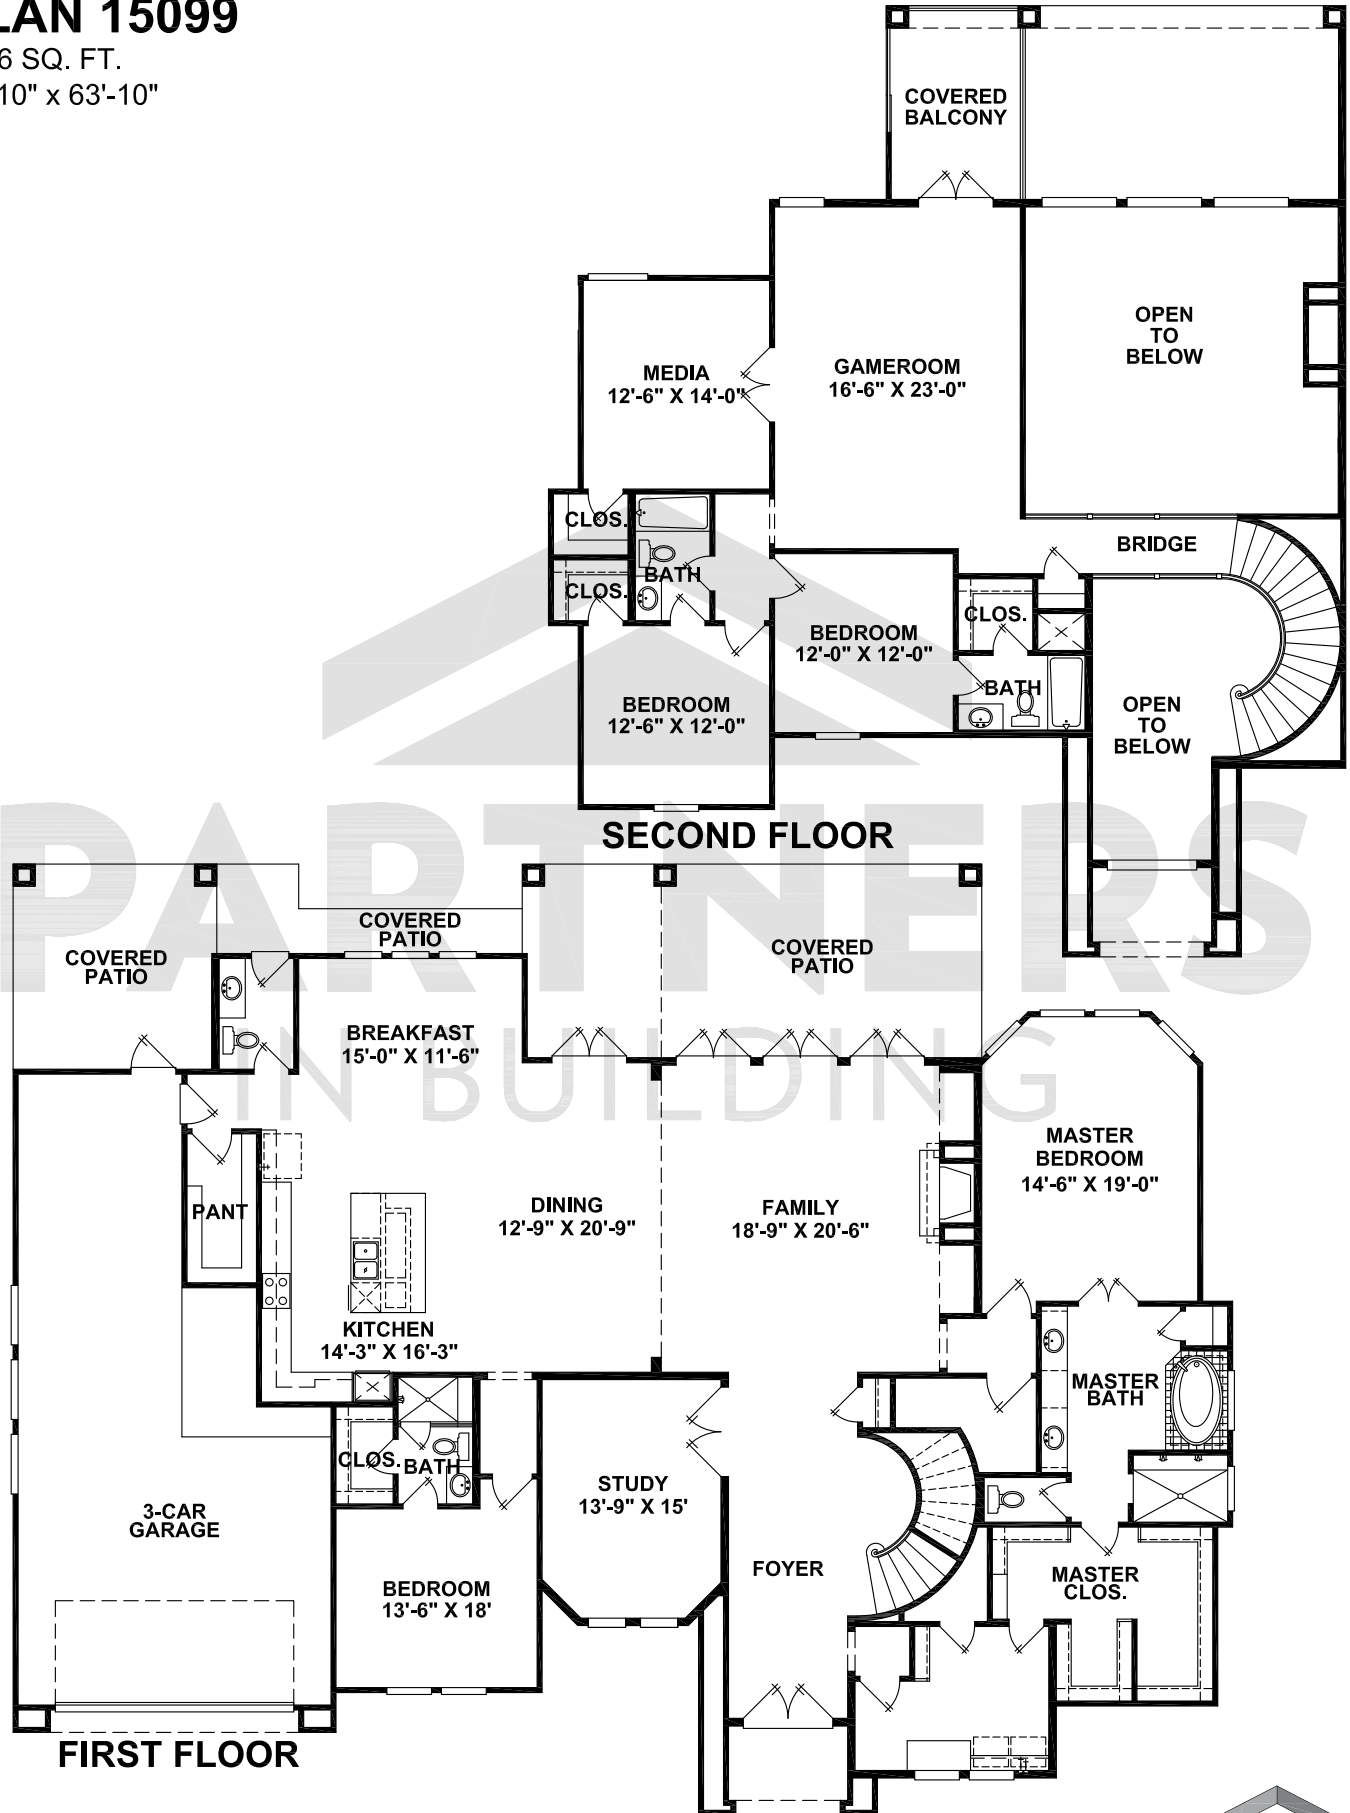 LAN 15099
6 SQ. FT.
10" x 63'-10"
COVERED
BALCONY
OPEN
TO
BELOW
MEDIA
12'-6" X 14'-0"
GAMEROOM
16'-6" X 23'-0"
CLOS.
BATH
CLOS.
BRIDGE
CLOS.
BEDROOM
12'-0" X 12'-0"
BATH
BEDROOM
12'-6" X 12'-0"
OPEN
TO
BELOW
SECOND FLOOR
PARTNERS
IN BUILDING
COVERED
PATIO
COVERED
PATIO
COVERED
PATIO
BREAKFAST
15'-0" X 11'-6"
MASTER
BEDROOM
14'-6" X 19'-0"
PANT
DINING
12'-9" X 20'-9"
FAMILY
18'-9" X 20'-6"
KITCHEN
14'-3" X 16'-3"
MASTER
BATH
CLOS.
BATH
STUDY
13'-9" X 15'
3-CAR
GARAGE
FOYER
BEDROOM
13'-6" X 18'
MASTER
CLOS.
FIRST FLOOR